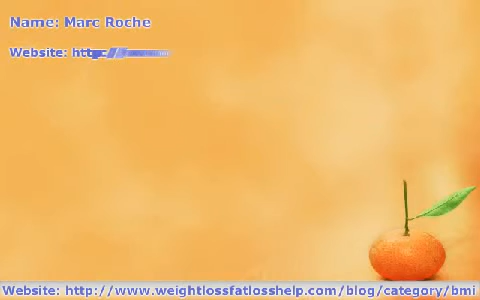 Name: Marc Roche
Website:
Website: http://www.weightlossfatlosshelp.com/blog/category/bmi